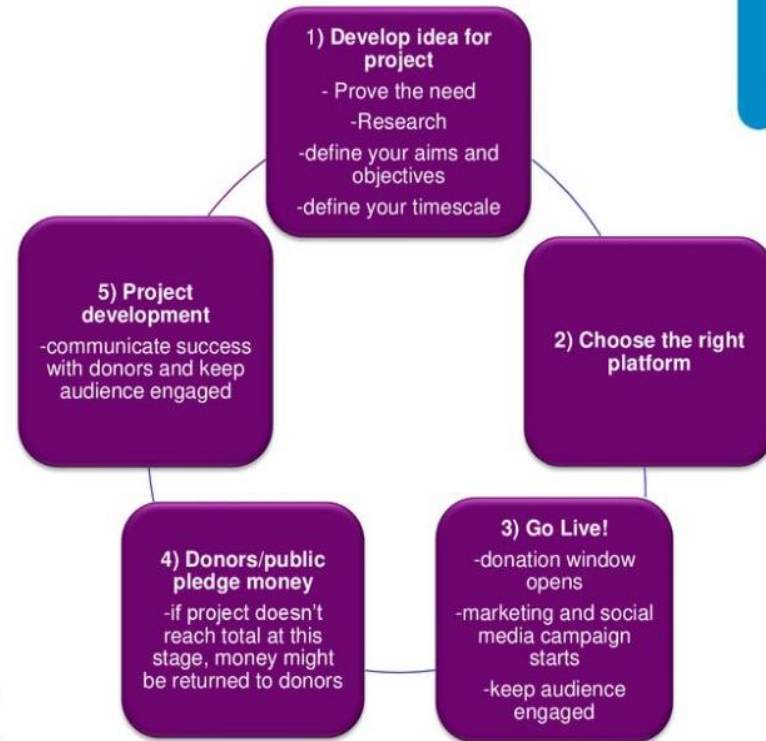 1) Develop idea for
project
- Prove the need
-Research
-define your aims and
objectives
-define your timescale
2) Choose the right
platform
3) Go Live!
-donation window
opens
-marketing and social
media campaign
starts
-keep audience
engaged
4) Donors/public
pledge money
-if project doesn't
reach total at this
stage, money might
be returned to donors
5) Project
development
-communicate success
with donors and keep
audience engaged